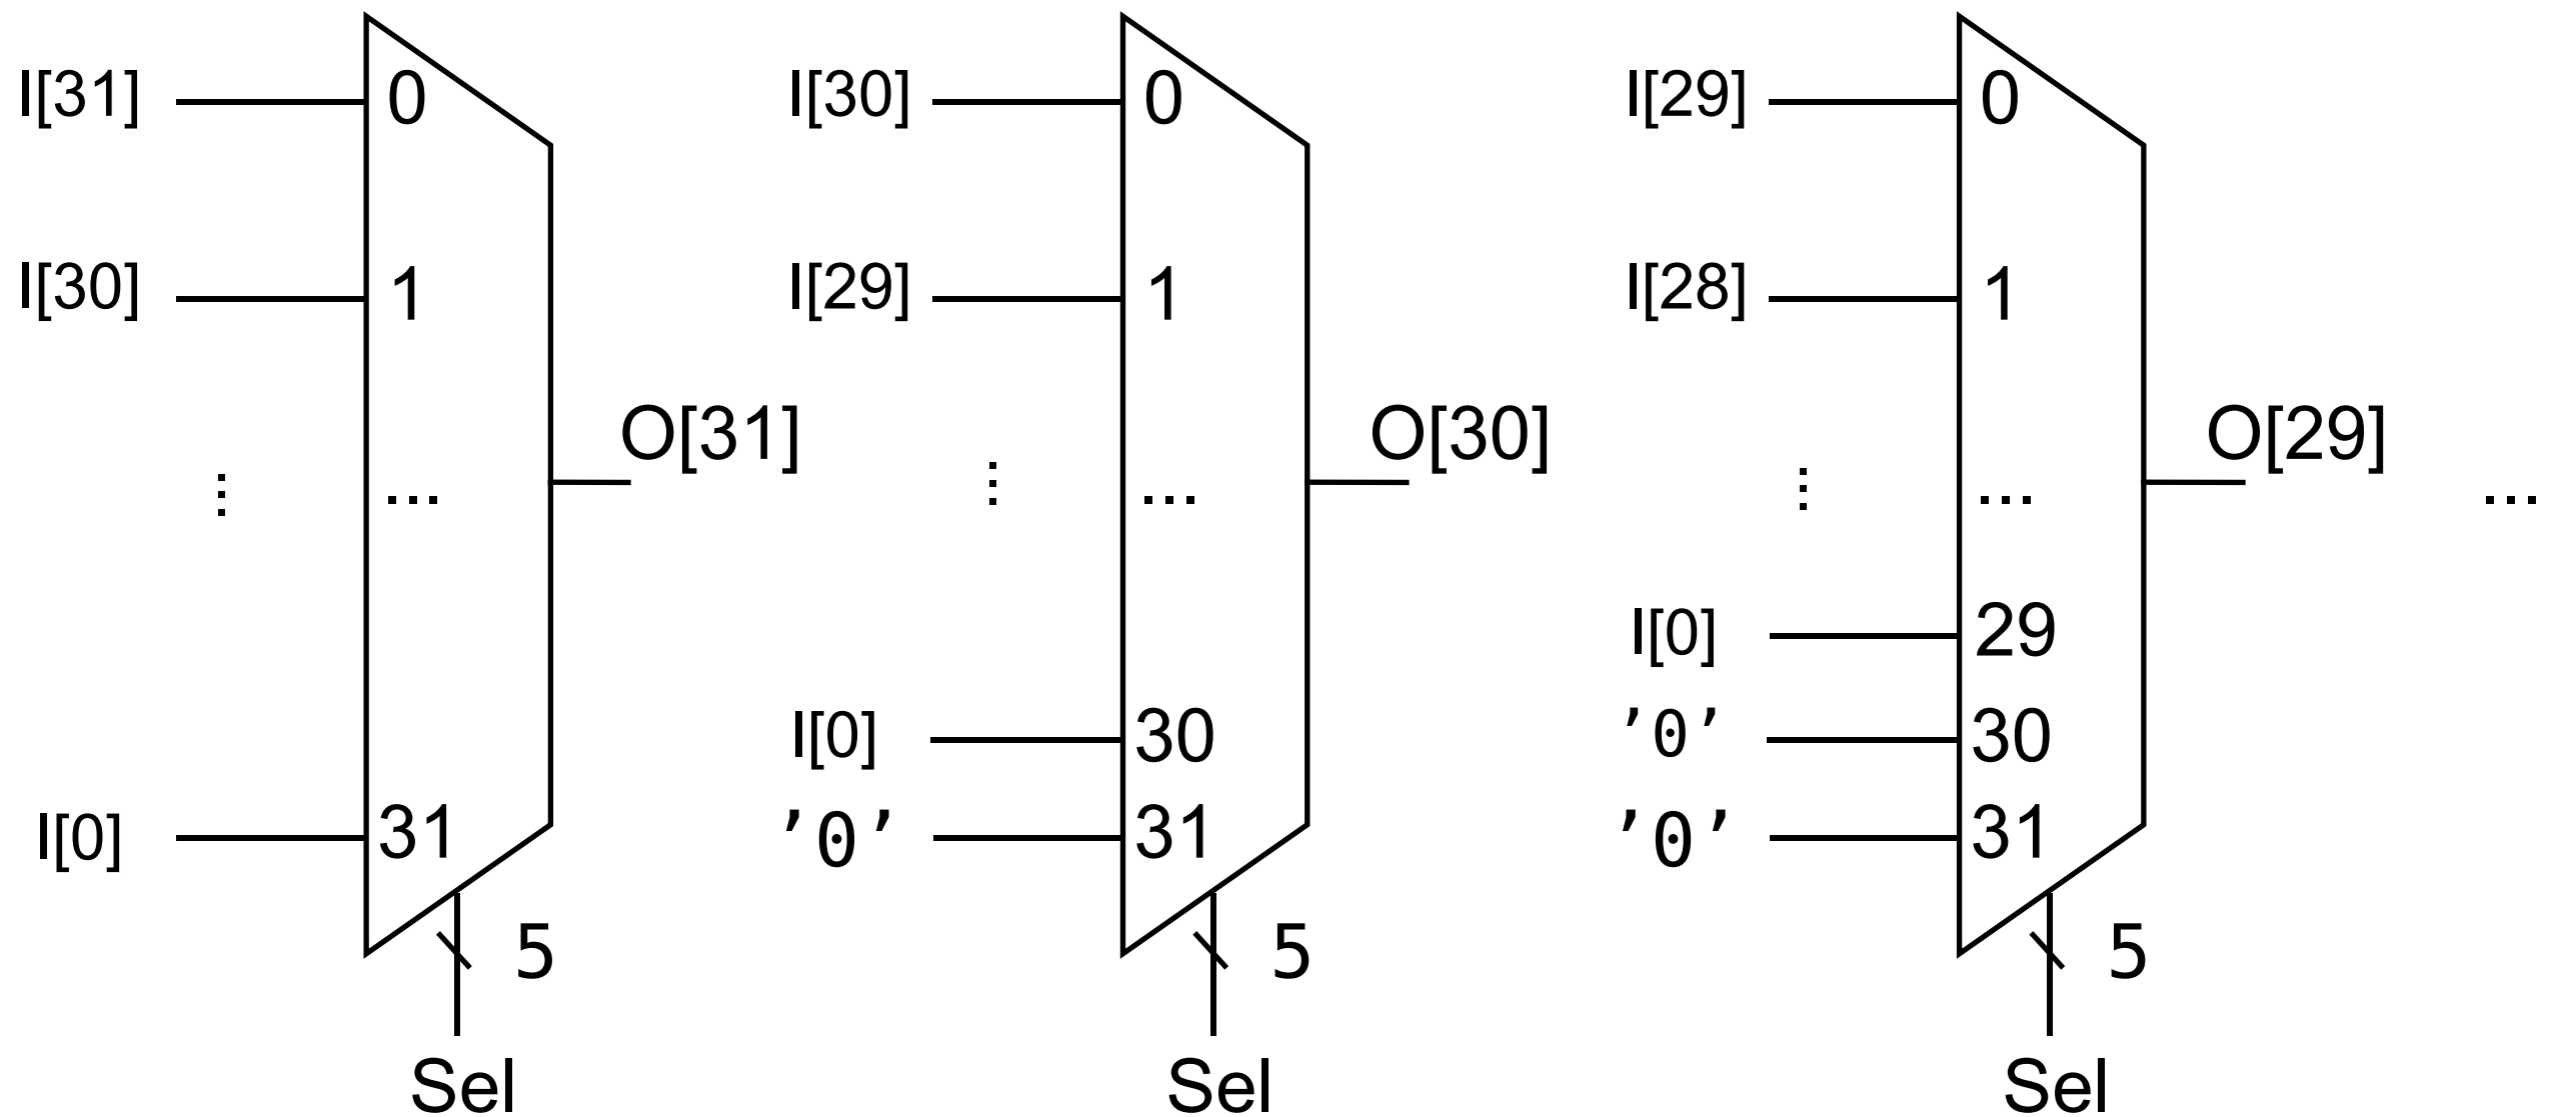 I[31]
0
I[30]
1
⋮
...
O[31]
I[0]
31
5
Sel
I[30]
0
I[29]
1
⋮
...
O[30]
I[0]
30
’0’
31
5
Sel
I[29]
0
I[28]
1
⋮
...
O[29]
I[0]
29
’0’
30
’0’
31
5
Sel
...